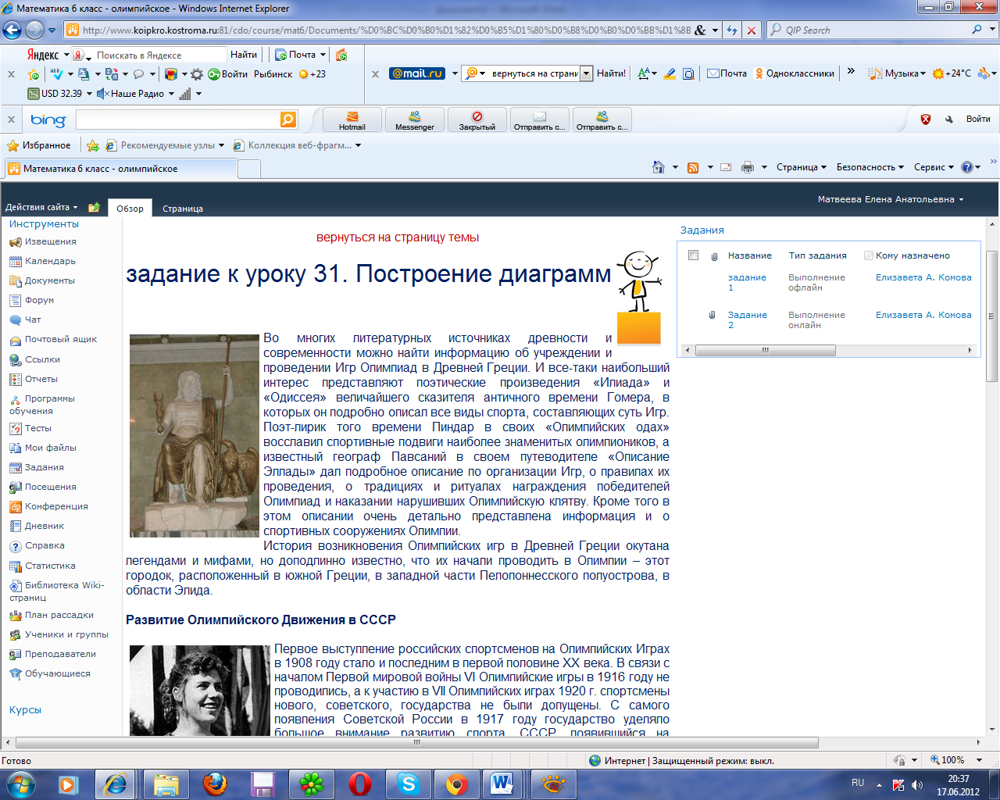 Математика 6 класс - олимпийское - Windows Internet Explorer
http://www.koipkro.kostroma.ru:81/cdo/course/mat6/Documents/%D0%BC%D0%B0%D1%82%D0%B5%D1%80%D0%B8%D0%B0%D0%BB%D1%8B
QIP Search
Яндекс Я Поискать в Яндексе Найти Почта
Войти Рыбинск +23
@mail.ru вернуться на страни Найти! Почта Одноклассники » Музыка +24°C
USD 32.39 Наше Радио
bing Hotmail Messenger Закрытый Отправить с... Отправить с... Войти
Избранное Рекомендуемые узлы Коллекция веб-фрагм...
Математика 6 класс - олимпийское Страница Безопасность Сервис »
Матвеева Елена Анатольевна
Действия сайта Обзор Страница
Инструменты
Извещения
Календарь
Документы
Форум
Чат
Почтовый ящик
Ссылки
Отчеты
Программы
обучения
Тесты
Мои файлы
Задания
Посещения
Конференция
Дневник
Справка
Статистика
Библиотека Wiki-
страниц
План рассадки
Ученики и группы
Преподаватели
Обучающиеся
Курсы
вернуться на страницу темы
задание к уроку 31. Построение диаграмм
Во многих литературных источниках древности и
современности можно найти информацию об учреждении и
проведении Игр Олимпиад в Древней Греции. И все-таки наибольший
интерес представляют поэтические произведения «Илиада» и
«Одиссея» величайшего сказителя античного времени Гомера, в
которых он подробно описал все виды спорта, составляющих суть Игр.
Поэт-лирик того времени Пиндар в своих «Олимпийских одах»
восславил спортивные подвиги наиболее знаменитых олимпиоников, а
известный географ Павсаний в своем путеводителе «Описание
Эллады» дал подробное описание по организации Игр, о правилах их
проведения, о традициях и ритуалах награждения победителей
Олимпиад и наказании нарушивших Олимпийскую клятву. Кроме того в
этом описании очень детально представлена информация и о
спортивных сооружениях Олимпии.
История возникновения Олимпийских игр в Древней Греции окутана
легендами и мифами, но доподлинно известно, что их начали проводить в Олимпии – этот
городок, расположенный в южной Греции, в западной части Пелопоннесского полуострова, в
области Элида.
Развитие Олимпийского Движения в СССР
Первое выступление российских спортсменов на Олимпийских Играх
в 1908 году стало и последним в первой половине XX века. В связи с
началом Первой мировой войны VI Олимпийские игры в 1916 году не
проводились, а к участию в VII Олимпийских играх 1920 г. спортсмены
нового, советского, государства не были допущены. С самого
появления Советской России в 1917 году государство уделяло
большое внимание развитию спорта. СССР, появившийся на
Задания
Название Тип задания Кому назначено
задание Выполнение Елизавета А. Комова
1 офлайн
Задание Выполнение Елизавета А. Комова
2 онлайн
Готово Интернет | Защищенный режим: выкл. 100%
RU 20:37
17.06.2012